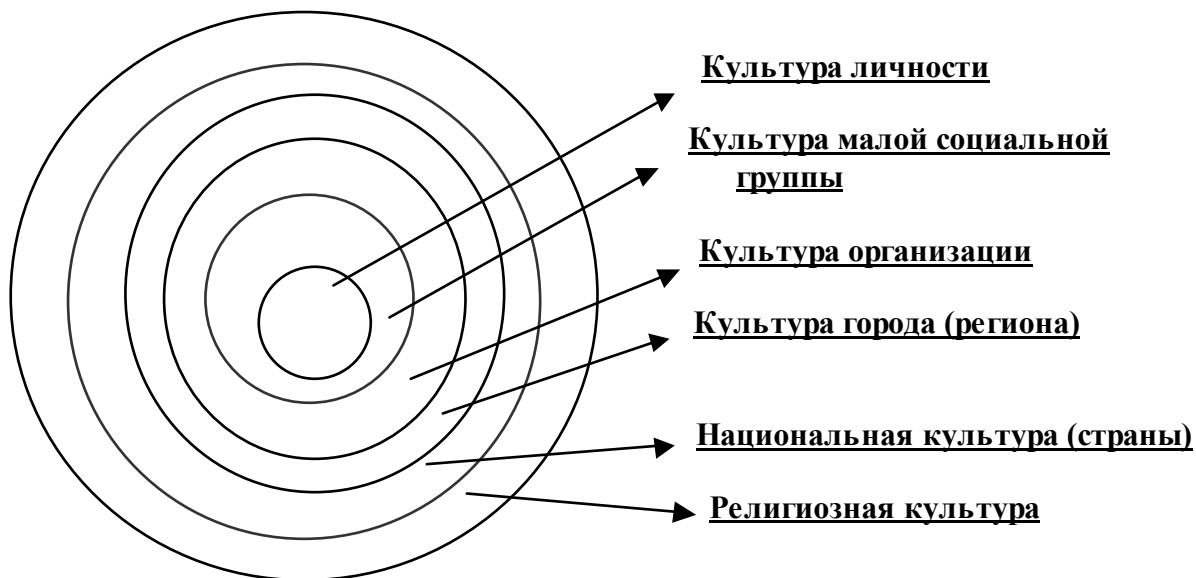 Культура личности
Культура малой социальной
группы
Культура организации
Культура города (региона)
Национальная культура (страны)
Религиозная культура